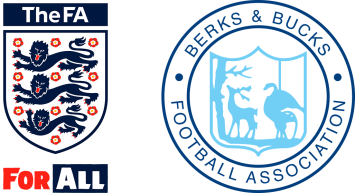 The FA
FOR ALL
BERKS & BUCKS
FOOTBALL ASSOCIATION